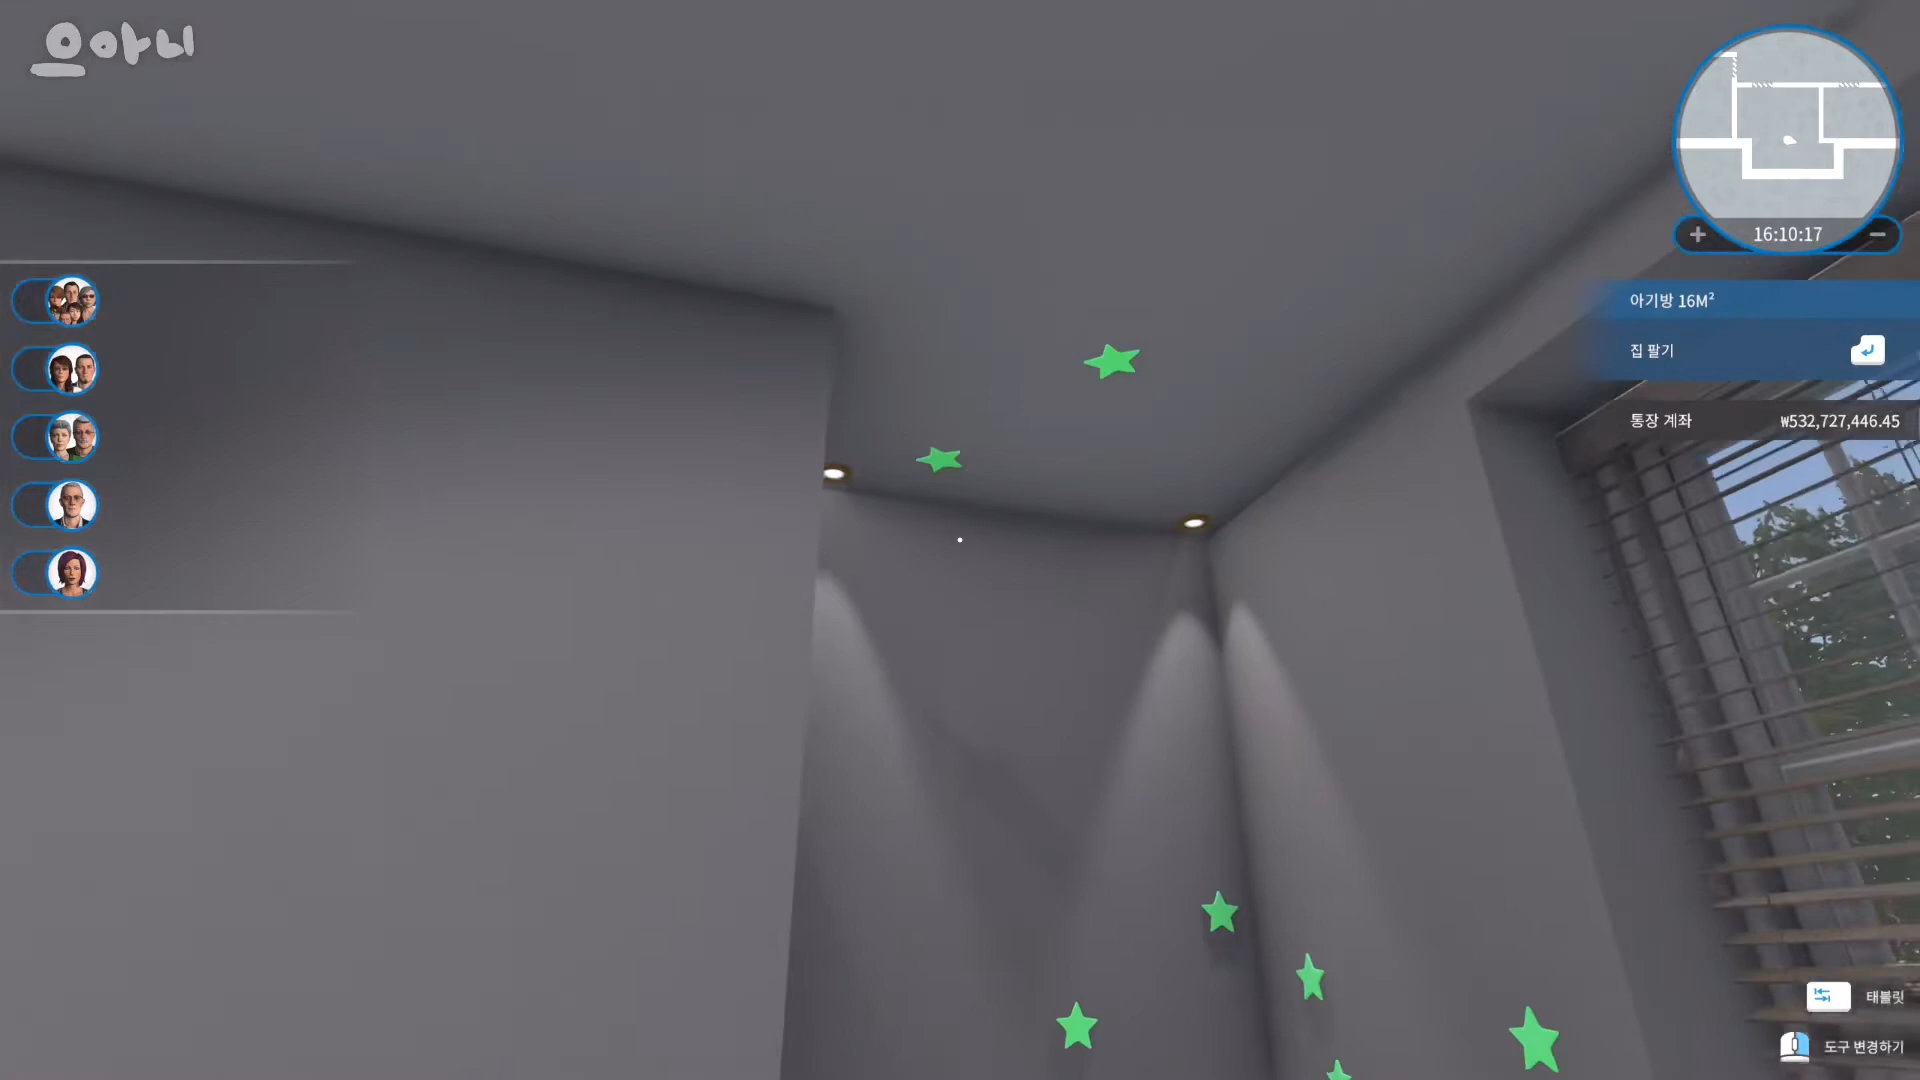 으아니
16:10:17
아기방 16M²
집 팔기
통장 계좌 ₩532,727,446.45
태블릿
도구 변경하기